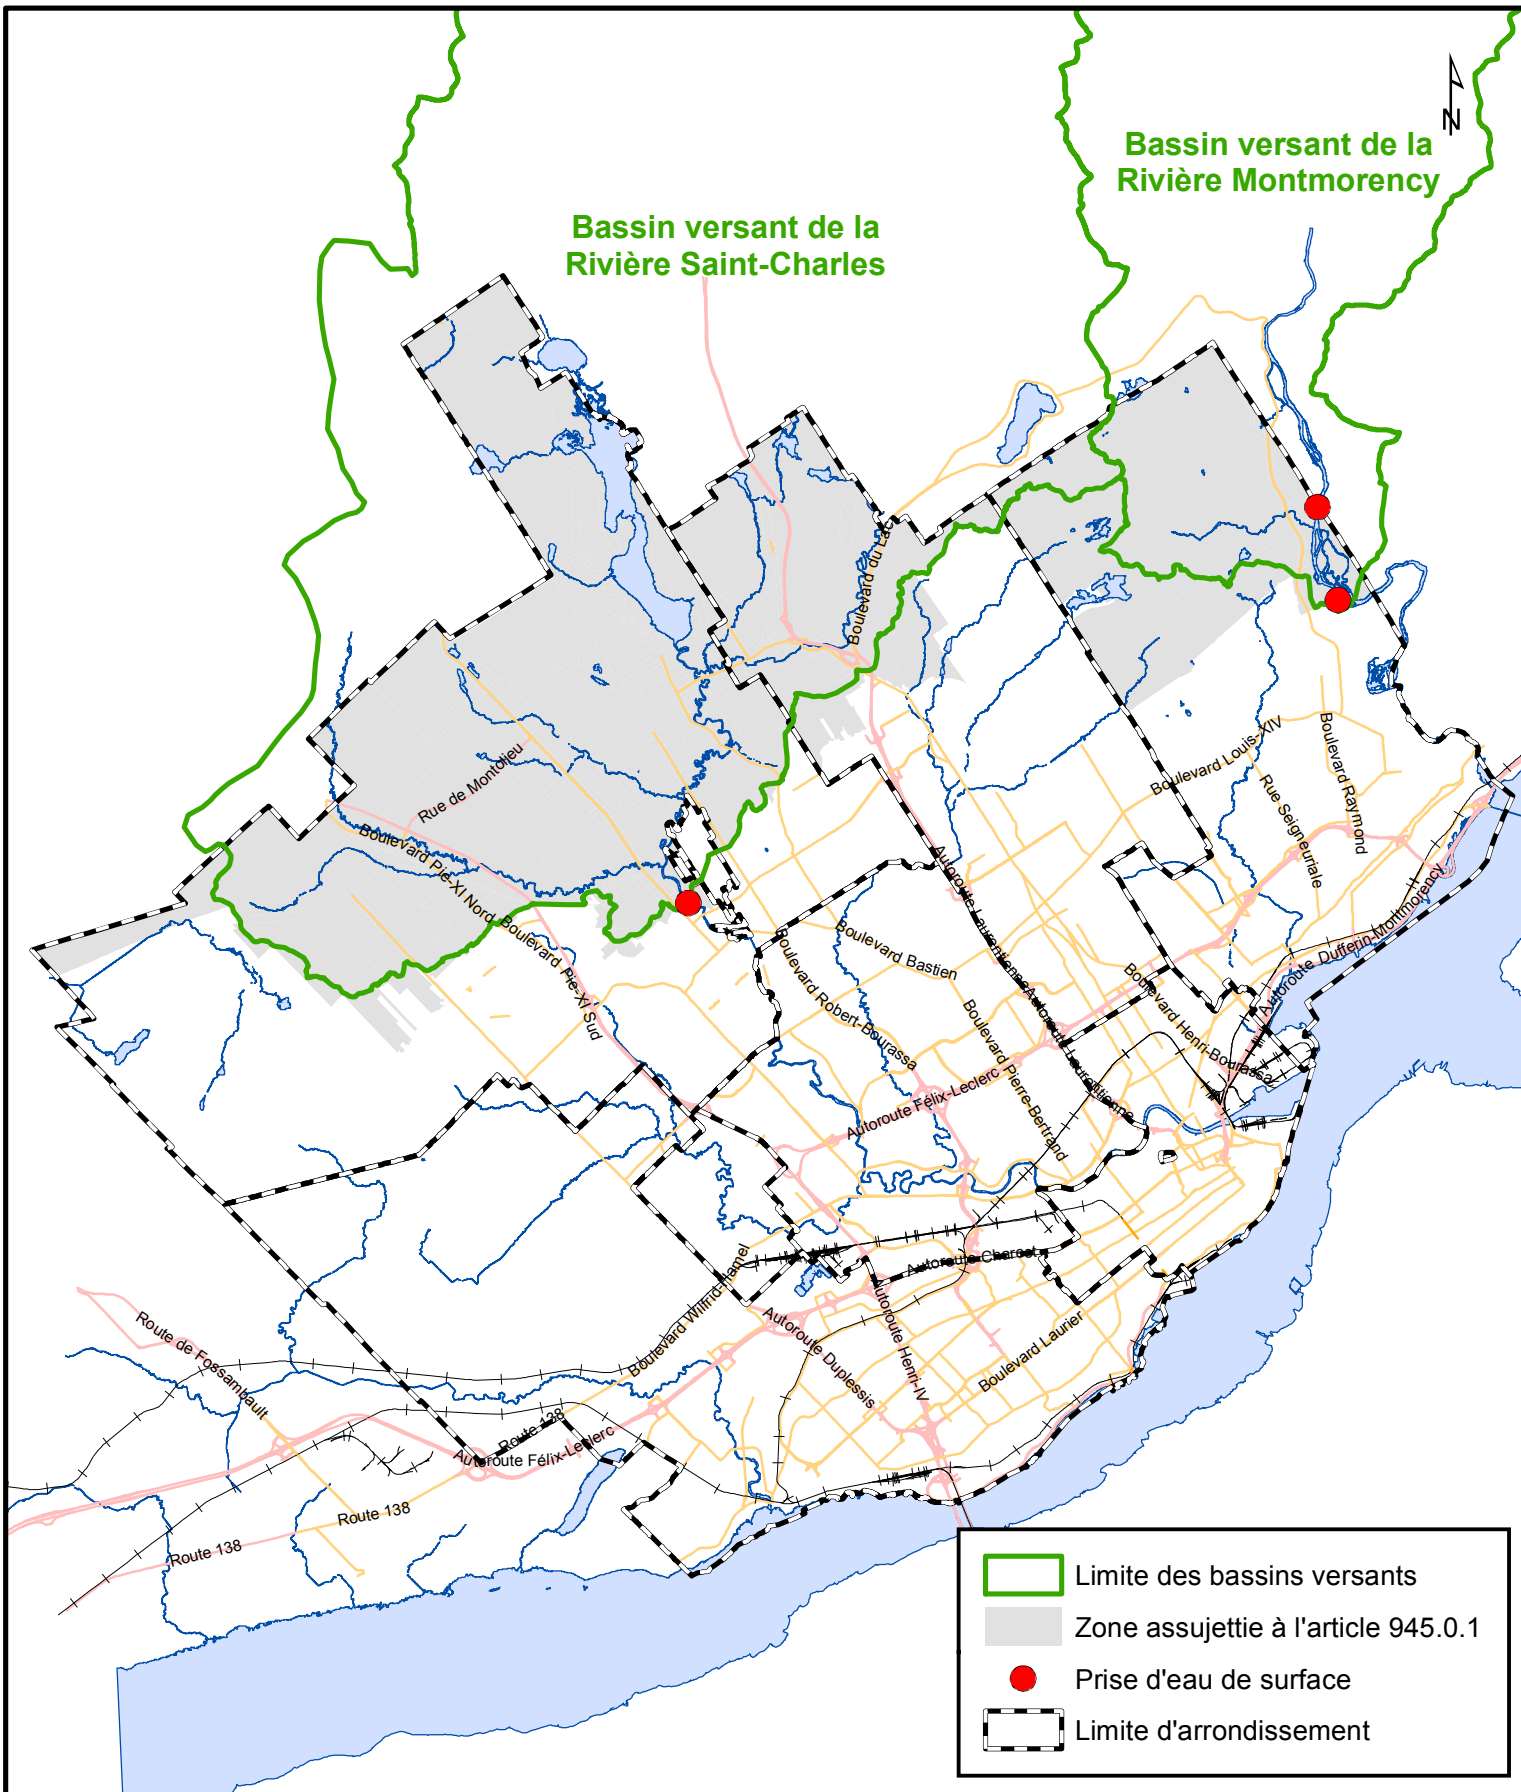 N
Bassin versant de la
Rivière Montmorency
Bassin versant de la
Rivière Saint-Charles
Boulevard du Lac
Rue de Montolieu
Boulevard Louis-XIV
Boulevard Raymond
Rue Seigneuriale
Boulevard Pie-XI Nord
Boulevard Pie-XI Sud
Autoroute Laurentienne
Boulevard Bastien
Boulevard Robert-Bourassa
Autoroute Dufferin-Montmorency
Boulevard Henri-Bourassa
Autoroute Laurentienne
Boulevard Pierre-Bertrand
Autoroute Félix-Leclerc
Autoroute Charest
Boulevard Wilfrid-Hamel
Autoroute Henri-IV
Autoroute Duplessis
Boulevard Laurier
Route de Fossambault
Route 138
Autoroute Félix-Leclerc
Route 138
Route 138
Limite des bassins versants
Zone assujettie à l'article 945.0.1
Prise d'eau de surface
Limite d'arrondissement